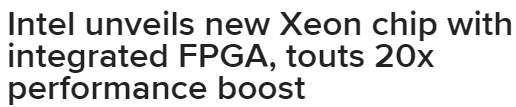 Intel unveils new Xeon chip with
integrated FPGA, touts 20x
performance boost